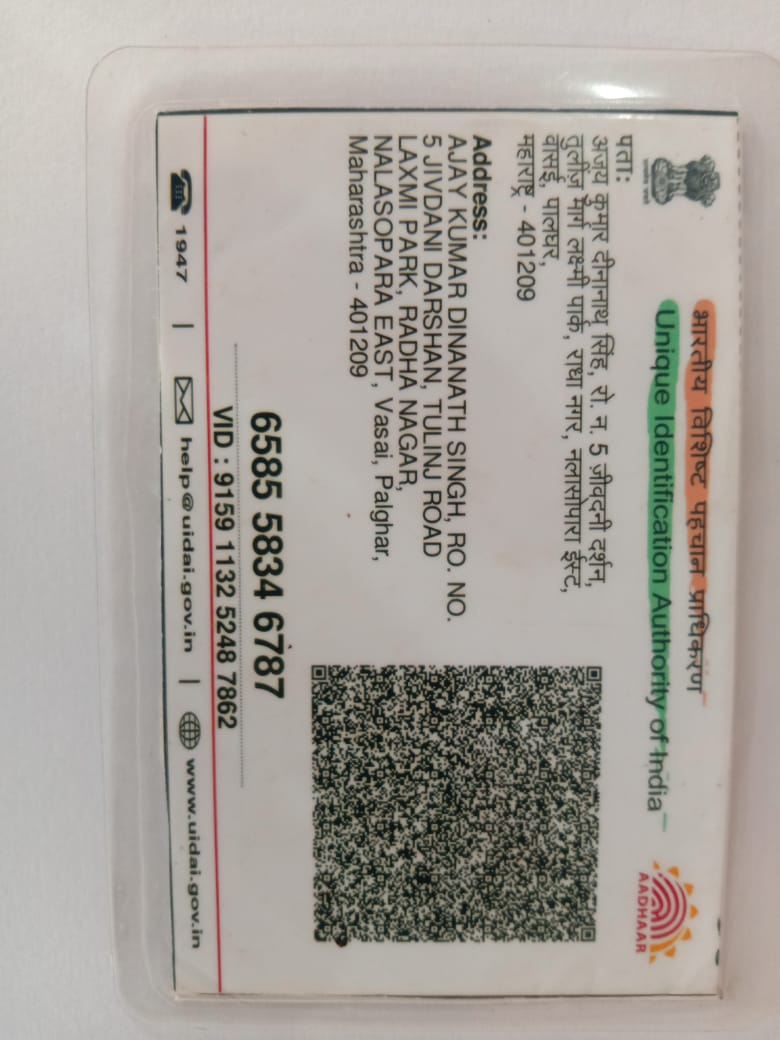 भारतीय विशिष्ट पहचान प्राधिकरण
Unique Identification Authority of India
AADHAAR
पता:
अजय कुमार दीनानाथ सिंह, रो. न. 5 जीवदनी दर्शन,
तुलींज मार्ग लक्ष्मी पार्क, राधा नगर, नलासोपारा ईस्ट,
वासई, पालघर,
महाराष्ट्र - 401209
Address:
AJAY KUMAR DINANATH SINGH, RO. NO.
5 JIVDANI DARSHAN, TULINJ ROAD
LAXMI PARK, RADHA NAGAR,
NALASOPARA EAST, Vasai, Palghar,
Maharashtra - 401209
6585 5834 6787
VID : 9159 1132 5248 7862
1947 | help@uidai.gov.in | www.uidai.gov.in